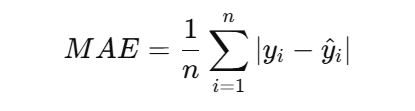 MAE = \frac{1}{n} \sum_{i=1}^{n} |y_i - \hat{y}_i|